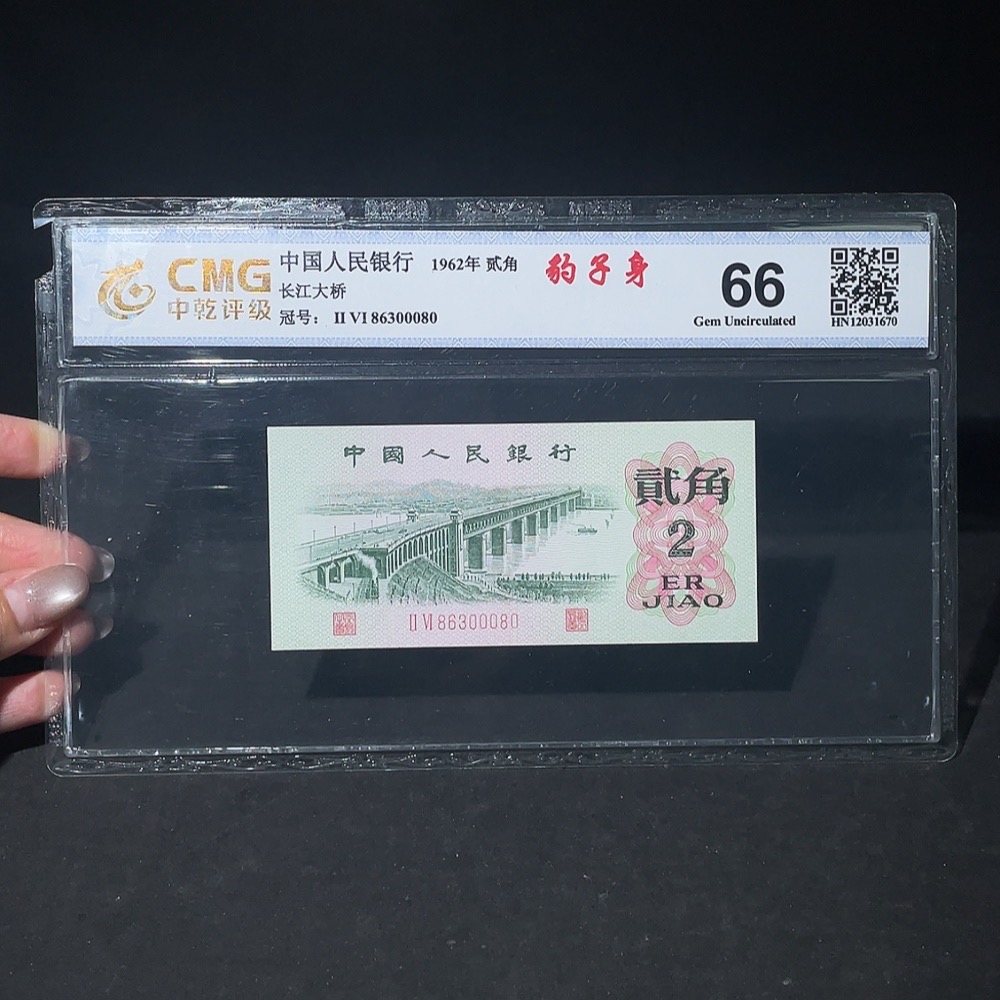 CMG
中乾评级
中国人民银行 1962年 贰角 豹子身
长江大桥
冠号： II VI 86300080
66
Gem Uncirculated
HN12031670
中國人民銀行
貳角
2
ER
JIAO
II VI 86300080